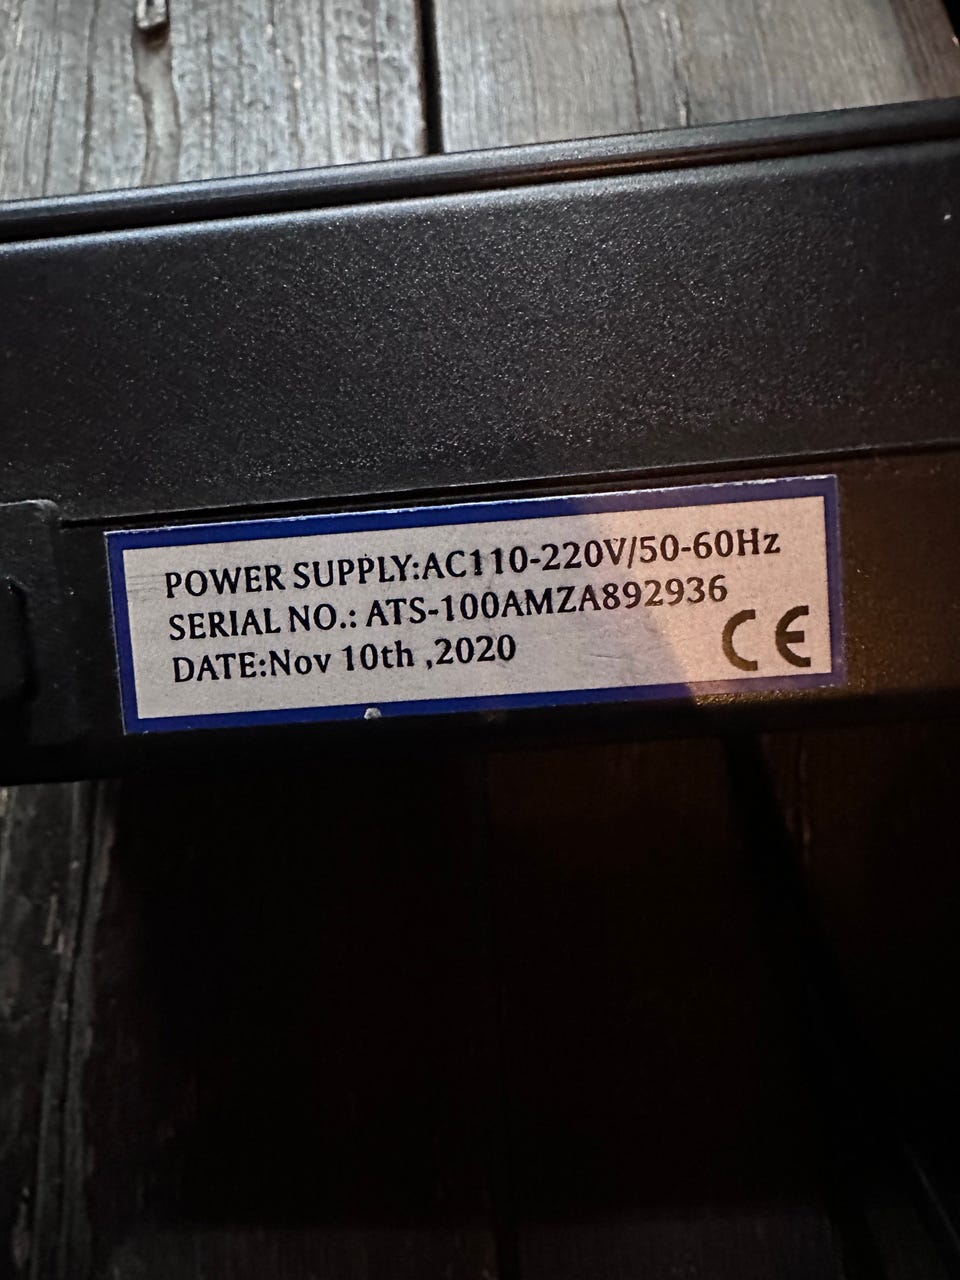 POWER SUPPLY:AC110-220V/50-60Hz
SERIAL NO.: ATS-100AMZA892936
DATE:Nov 10th ,2020
CE